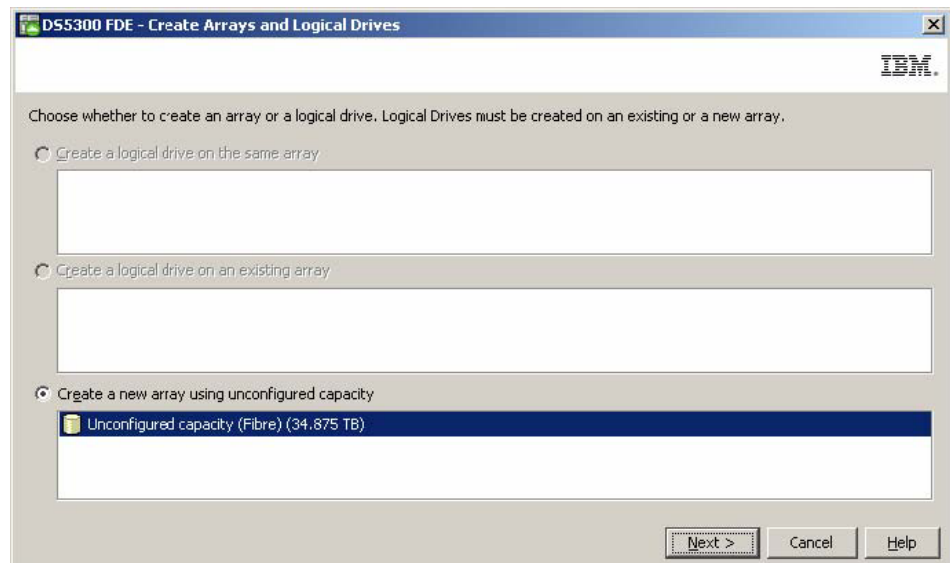 DS5300 FDE - Create Arrays and Logical Drives
IBM.
Choose whether to create an array or a logical drive. Logical Drives must be created on an existing or a new array.
Create a logical drive on the same array
Create a logical drive on an existing array
Create a new array using unconfigured capacity
Unconfigured capacity (Fibre) (34.875 TB)
Next >
Cancel
Help